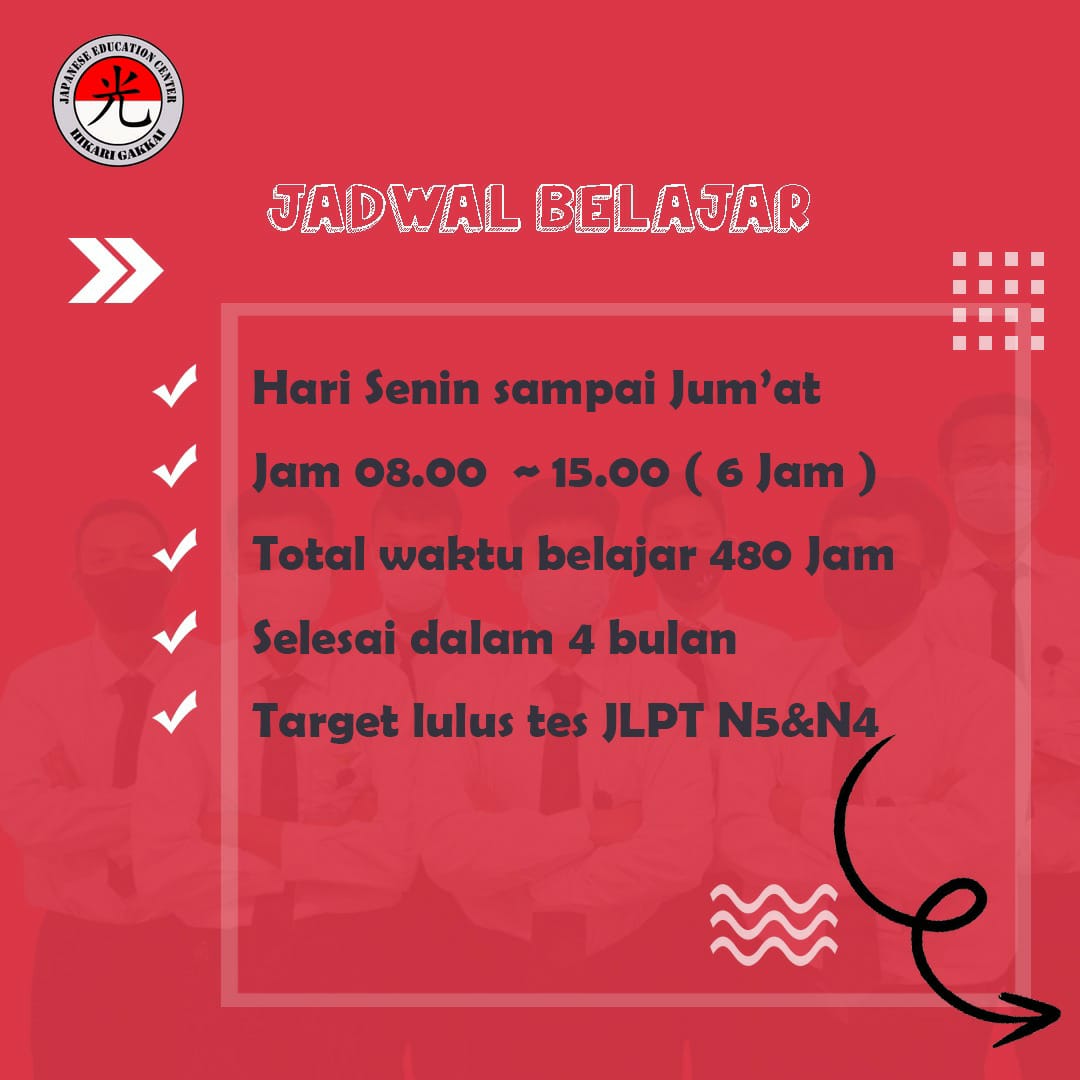 JAPANESE EDUCATION CENTER
光
HIKARI GAKKAI
JADWAL BELAJAR
Hari Senin sampai Jum’at
Jam 08.00 ~ 15.00 ( 6 Jam )
Total waktu belajar 480 Jam
Selesai dalam 4 bulan
Target lulus tes JLPT N5&N4